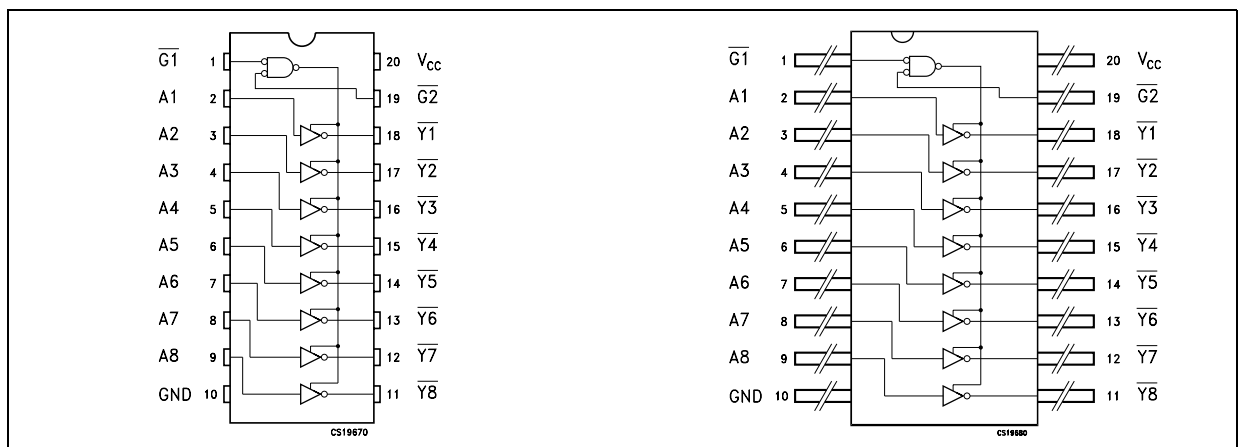 G1 1 20 VCC
A1 2 19 G2
A2 3 18 Y1
A3 4 17 Y2
A4 5 16 Y3
A5 6 15 Y4
A6 7 14 Y5
A7 8 13 Y6
A8 9 12 Y7
GND 10 11 Y8
CS19670
G1 1 20 VCC
A1 2 19 G2
A2 3 18 Y1
A3 4 17 Y2
A4 5 16 Y3
A5 6 15 Y4
A6 7 14 Y5
A7 8 13 Y6
A8 9 12 Y7
GND 10 11 Y8
CS19680